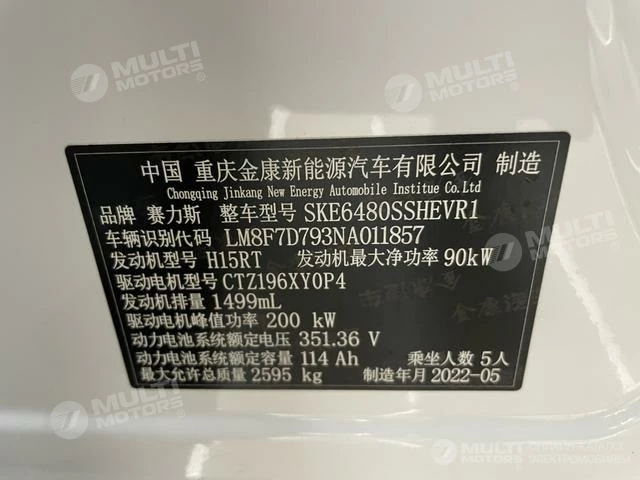 中国 重庆金康新能源汽车有限公司 制造
Chongqing Jinkang New Energy Automobile Institue Co.Ltd
品牌 赛力斯 整车型号 SKE6480SSHEVR1
车辆识别代码 LM8F7D793NA011857
发动机型号 H15RT 发动机最大净功率 90kW
驱动电机型号 CTZ196XY0P4
发动机排量 1499mL
驱动电机峰值功率 200 kW
动力电池系统额定电压 351.36 V
动力电池系统额定容量 114 Ah 乘坐人数 5人
最大允许总质量 2595 kg 制造年月 2022-05
MULTI MOTORS
MULTI MOTORS
MULTI MOTORS
MULTI MOTORS
MULTI MOTORS
ЭЛЕКТРОМОБИЛЬ